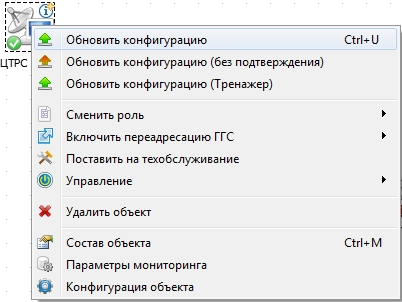 ЦТРС
Обновить конфигурацию Ctrl+U
Обновить конфигурацию (без подтверждения)
Обновить конфигурацию (Тренажер)
Сменить роль
Включить переадресацию ГГС
Поставить на техобслуживание
Управление
Удалить объект
Состав объекта Ctrl+M
Параметры мониторинга
Конфигурация объекта